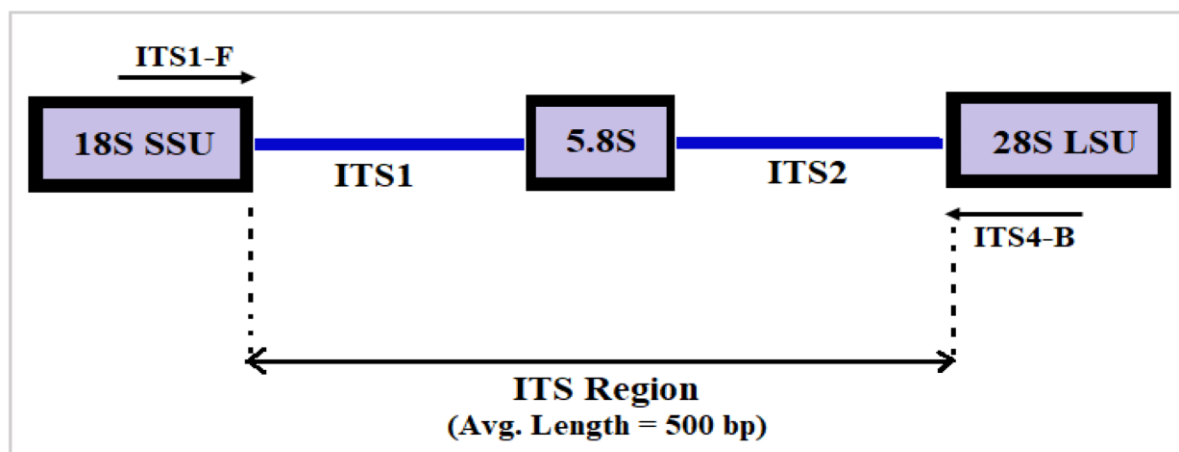 ITS1-F
18S SSU
ITS1
5.8S
ITS2
28S LSU
ITS4-B
ITS Region
(Avg. Length = 500 bp)